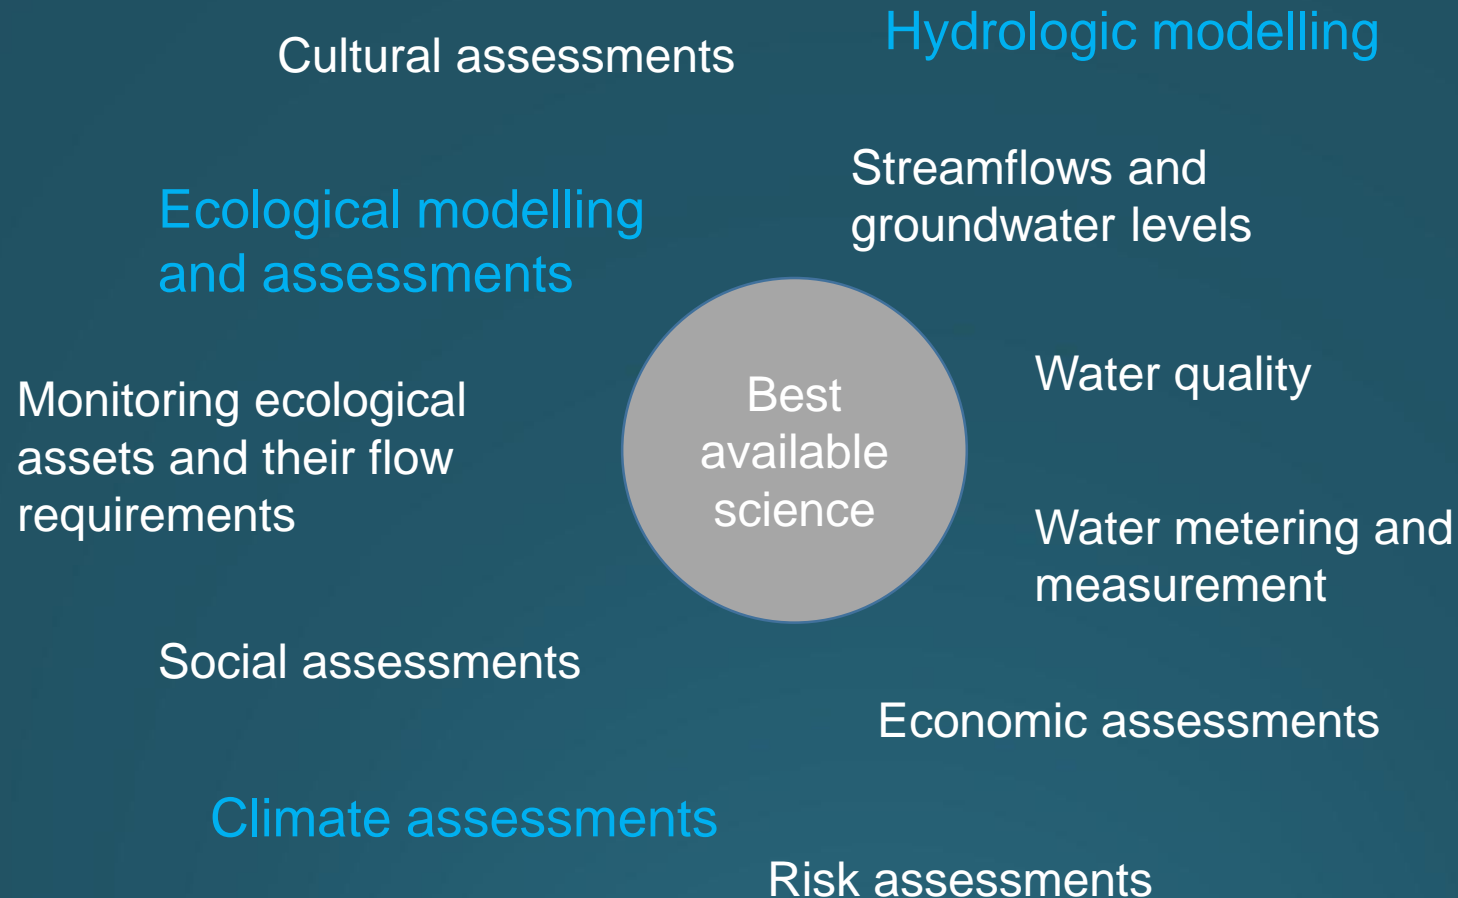 Hydrologic modelling
Cultural assessments
Streamflows and
groundwater levels
Ecological modelling
and assessments
Water quality
Monitoring ecological
assets and their flow
requirements
Best
available
science
Water metering and
measurement
Social assessments
Economic assessments
Climate assessments
Risk assessments